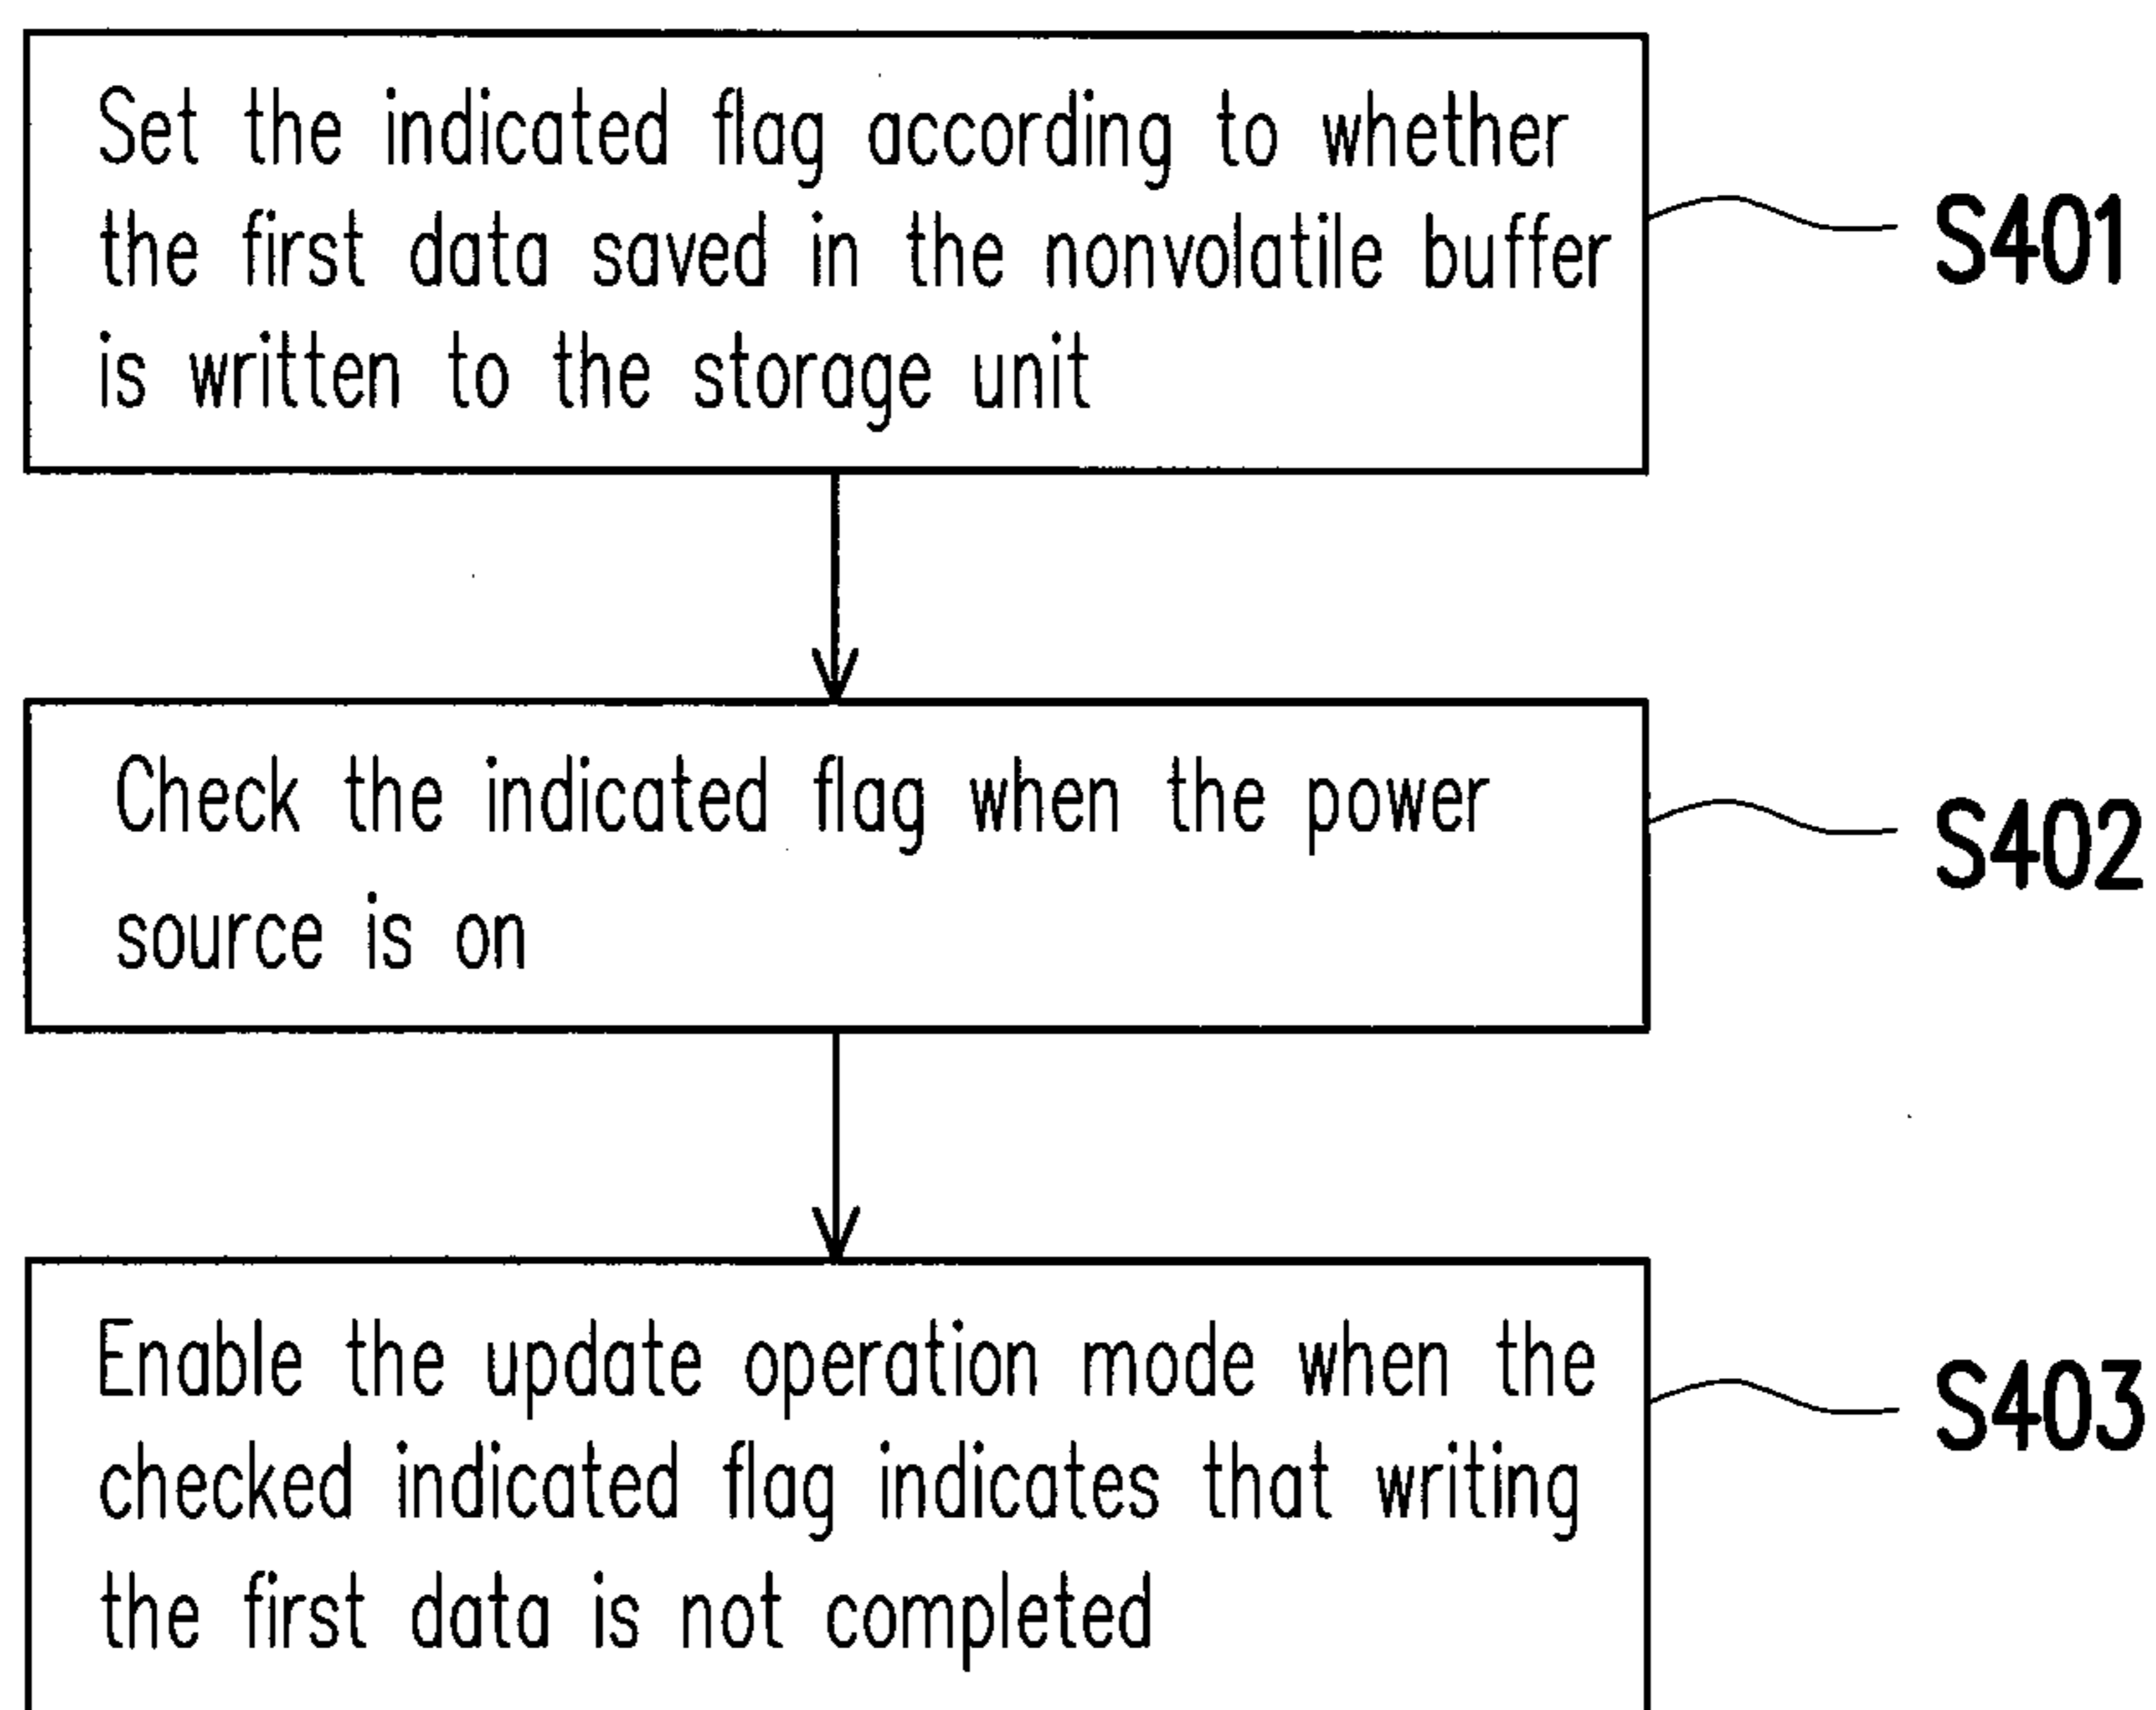 Set the indicated flag according to whether
the first data saved in the nonvolatile buffer
is written to the storage unit
S401
Check the indicated flag when the power
source is on
S402
Enable the update operation mode when the
checked indicated flag indicates that writing
the first data is not completed
S403